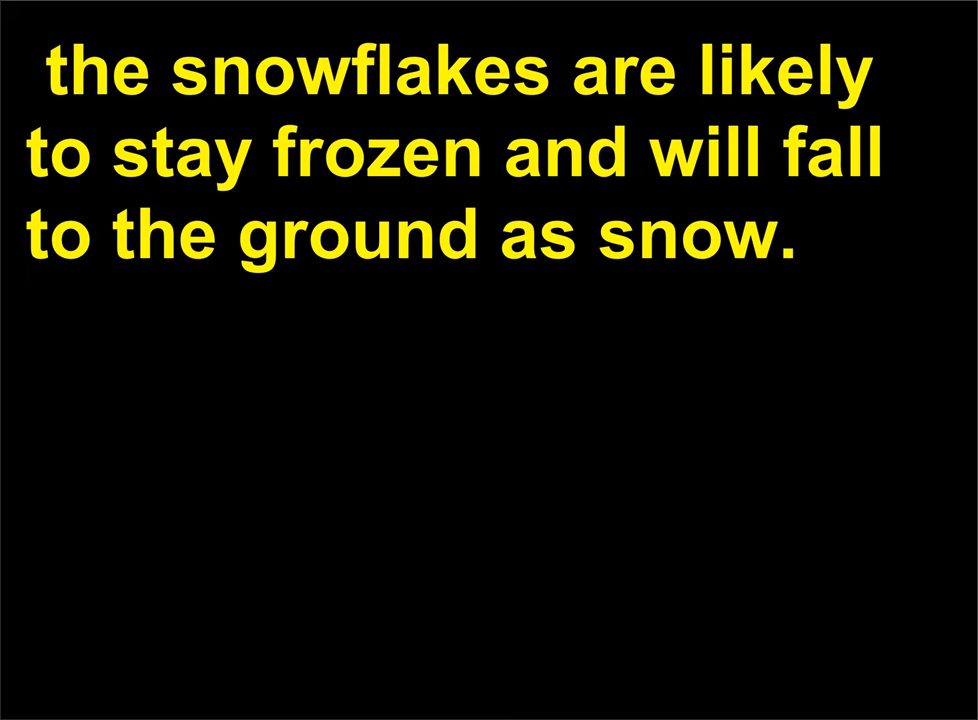 the snowflakes are likely
to stay frozen and will fall
to the ground as snow.